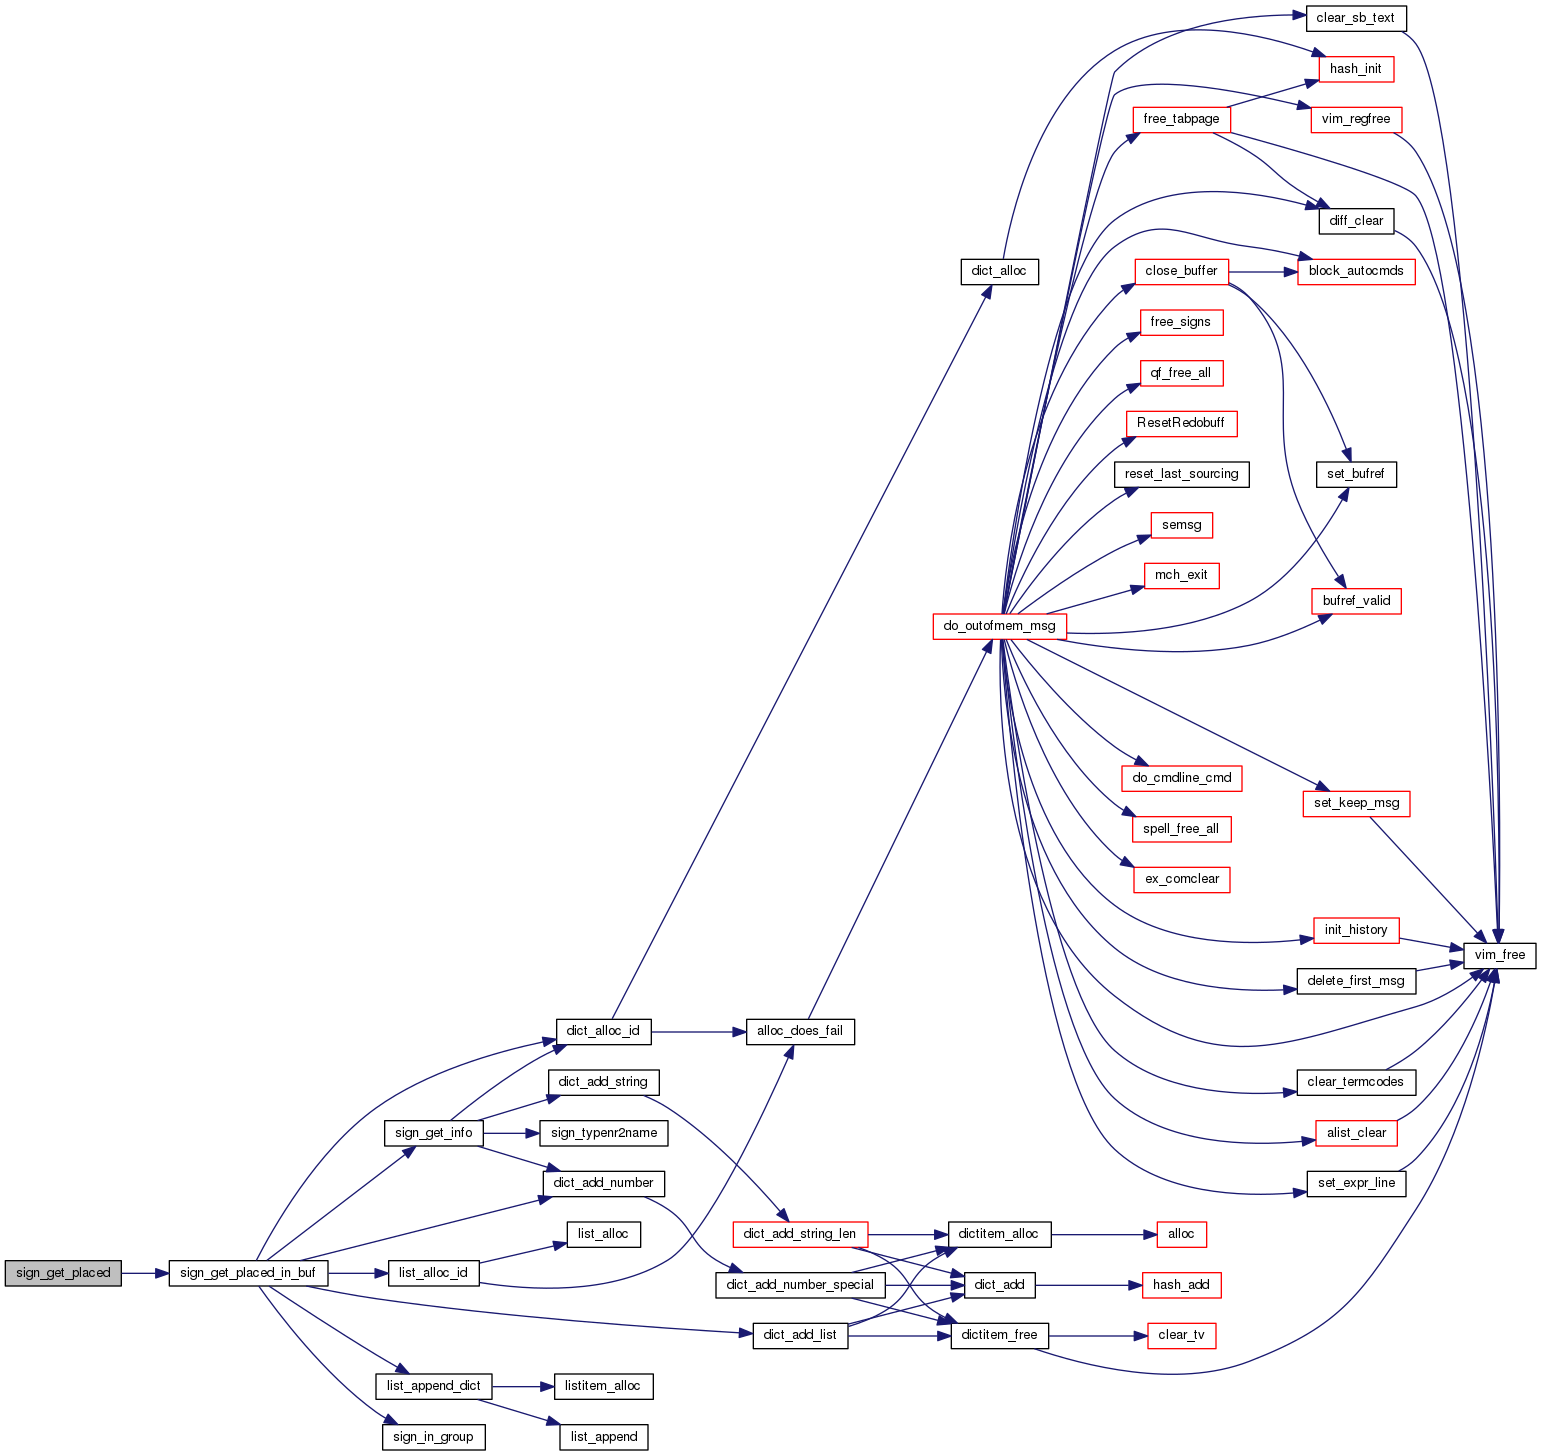 clear_sb_text
hash_init
free_tabpage
vim_regfree
diff_clear
dict_alloc
close_buffer
block_autocmds
free_signs
qf_free_all
ResetRedobuff
reset_last_sourcing
set_bufref
semsg
mch_exit
bufref_valid
do_outofmem_msg
do_cmdline_cmd
set_keep_msg
spell_free_all
ex_comclear
init_history
vim_free
delete_first_msg
dict_alloc_id
alloc_does_fail
dict_add_string
clear_termcodes
sign_get_info
sign_typenr2name
alist_clear
dict_add_number
set_expr_line
list_alloc
dict_add_string_len
dictitem_alloc
alloc
sign_get_placed
sign_get_placed_in_buf
list_alloc_id
dict_add_number_special
dict_add
hash_add
dict_add_list
dictitem_free
clear_tv
list_append_dict
listitem_alloc
sign_in_group
list_append